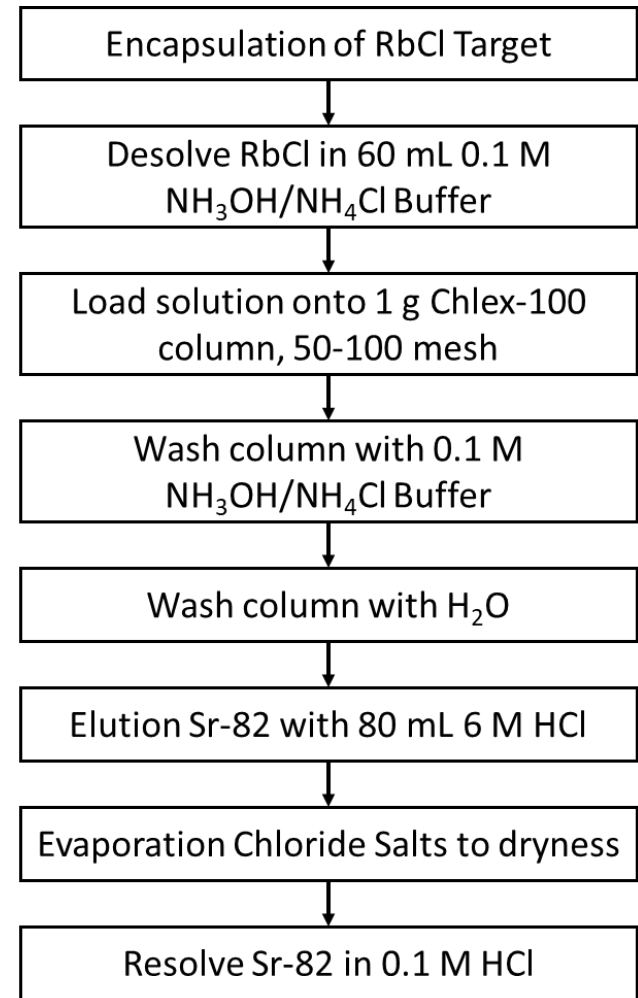 Encapsulation of RbCl Target
Desolve RbCl in 60 mL 0.1 M
NH₃OH/NH₄Cl Buffer
Load solution onto 1 g Chlex-100
column, 50-100 mesh
Wash column with 0.1 M
NH₃OH/NH₄Cl Buffer
Wash column with H₂O
Elution Sr-82 with 80 mL 6 M HCl
Evaporation Chloride Salts to dryness
Resolve Sr-82 in 0.1 M HCl